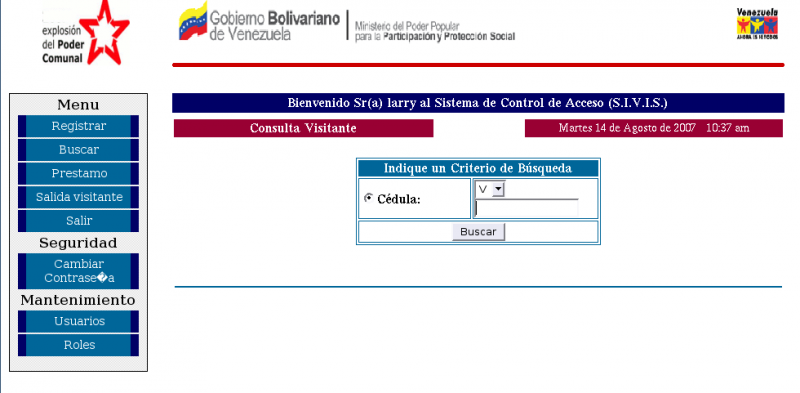 explosión
del Poder
Comunal
Gobierno Bolivariano
de Venezuela
Ministerio del Poder Popular
para la Participación y Protección Social
Venezuela
AHORA ES DE TODOS
Menu
Registrar
Buscar
Prestamo
Salida visitante
Salir
Seguridad
Cambiar
Contrase�a
Mantenimiento
Usuarios
Roles
Bienvenido Sr(a) larry al Sistema de Control de Acceso (S.I.V.I.S.)
Consulta Visitante
Martes 14 de Agosto de 2007 10:37 am
Indique un Criterio de Búsqueda
Cédula:
V
Buscar